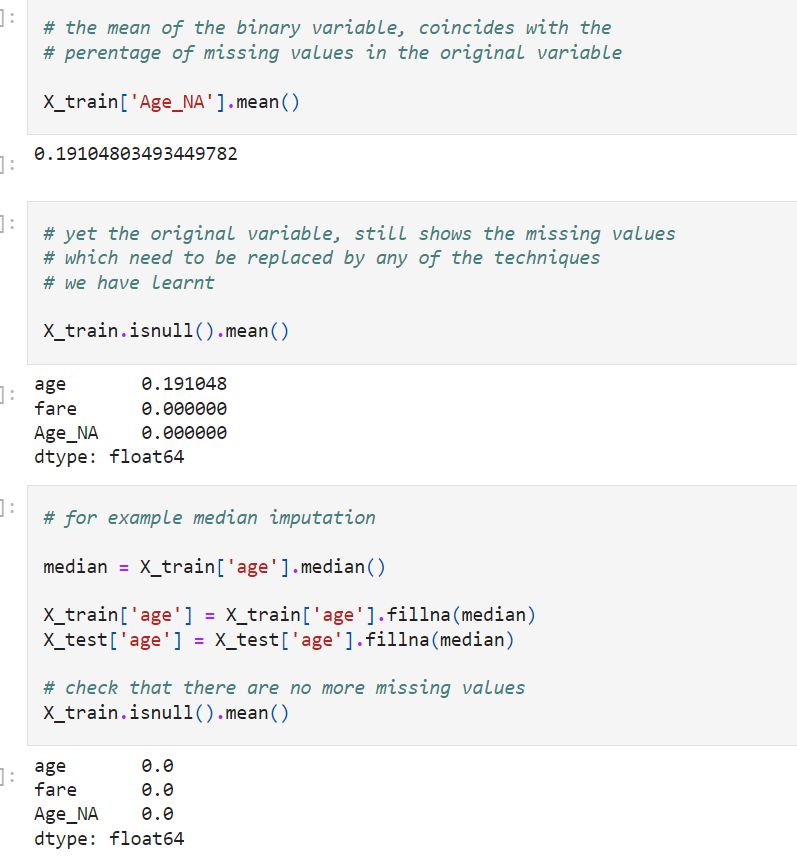 ]:
# the mean of the binary variable, coincides with the
# perentage of missing values in the original variable
X_train['Age_NA'].mean()
]:
0.19104803493449782
]:
# yet the original variable, still shows the missing values
# which need to be replaced by any of the techniques
# we have learnt
X_train.isnull().mean()
]:
age 0.191048
fare 0.000000
Age_NA 0.000000
dtype: float64
]:
# for example median imputation
median = X_train['age'].median()
X_train['age'] = X_train['age'].fillna(median)
X_test['age'] = X_test['age'].fillna(median)
# check that there are no more missing values
X_train.isnull().mean()
]:
age 0.0
fare 0.0
Age_NA 0.0
dtype: float64